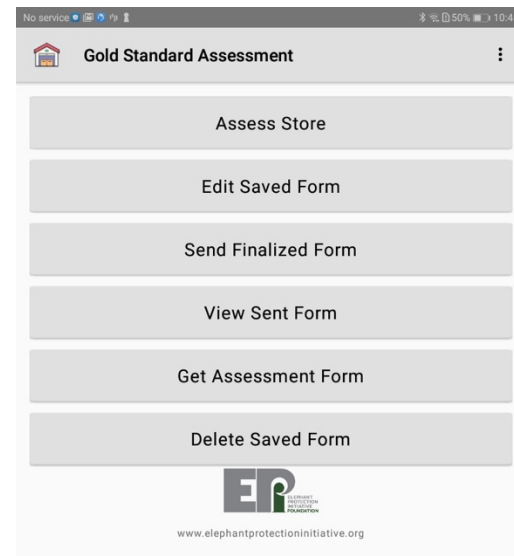 No service 50% 10:4
Gold Standard Assessment
Assess Store
Edit Saved Form
Send Finalized Form
View Sent Form
Get Assessment Form
Delete Saved Form
EPI
ELEPHANT
PROTECTION
INITIATIVE
FOUNDATION
www.elephantprotectioninitiative.org